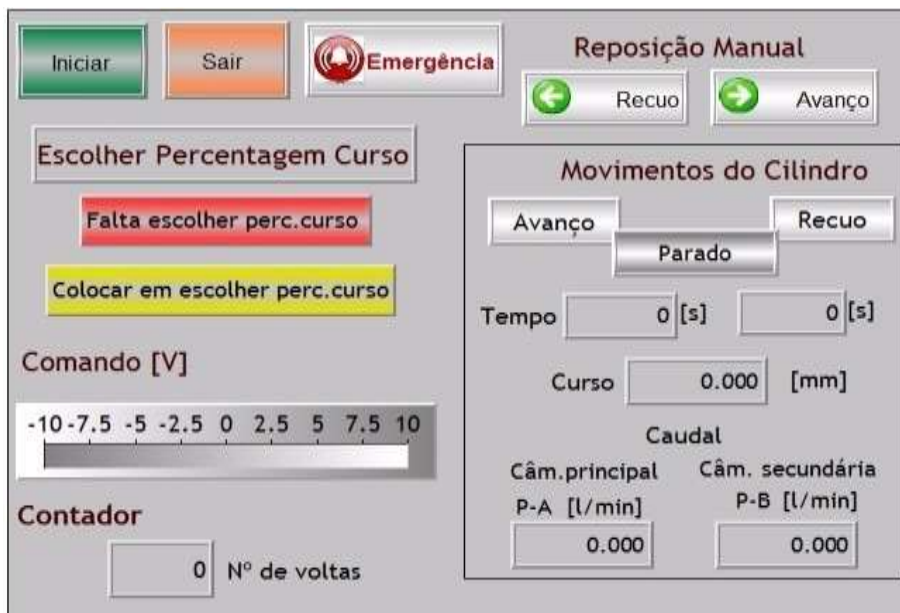 Iniciar
Sair
Emergência
Reposição Manual
Recuo
Avanço
Escolher Percentagem Curso
Falta escolher perc.curso
Colocar em escolher perc.curso
Comando [V]
-10 -7.5 -5 -2.5 0 2.5 5 7.5 10
Contador
0 Nº de voltas
Movimentos do Cilindro
Avanço
Recuo
Parado
Tempo 0 [s] 0 [s]
Curso 0.000 [mm]
Caudal
Câm.principal Câm. secundária
P-A [l/min] P-B [l/min]
0.000 0.000